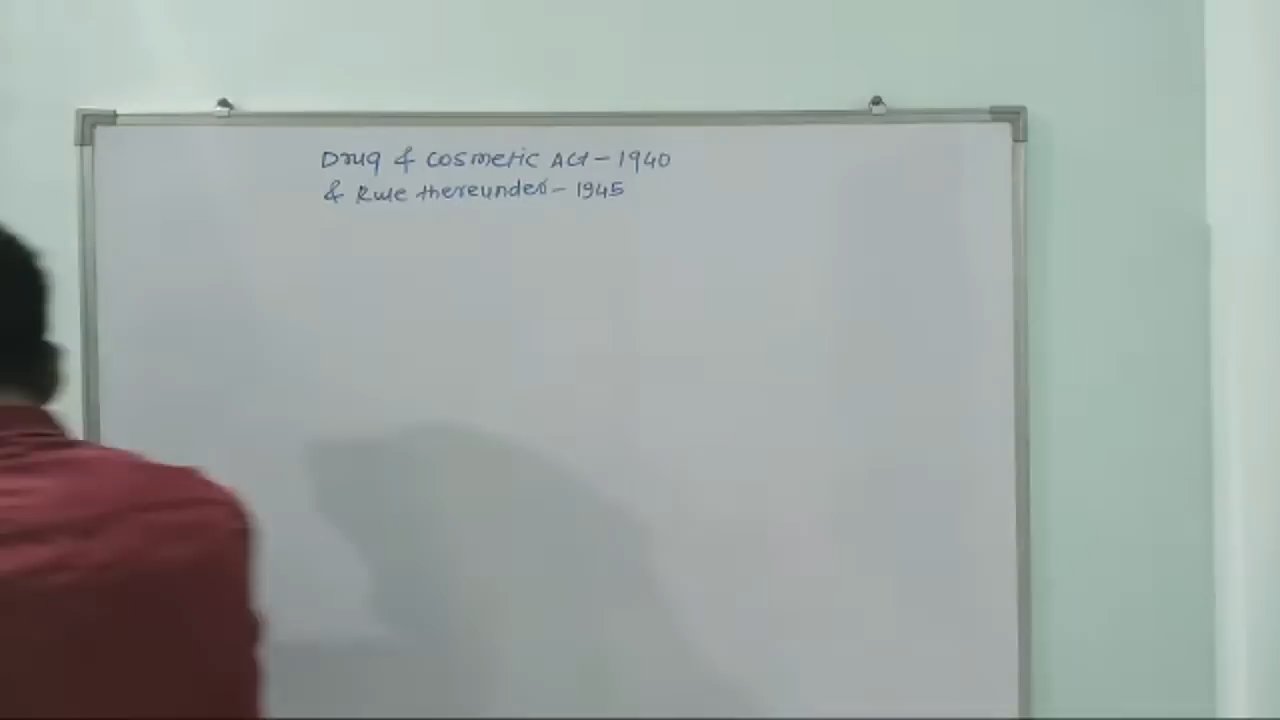 Drug & Cosmetic Act - 1940
& Rule thereunder - 1945